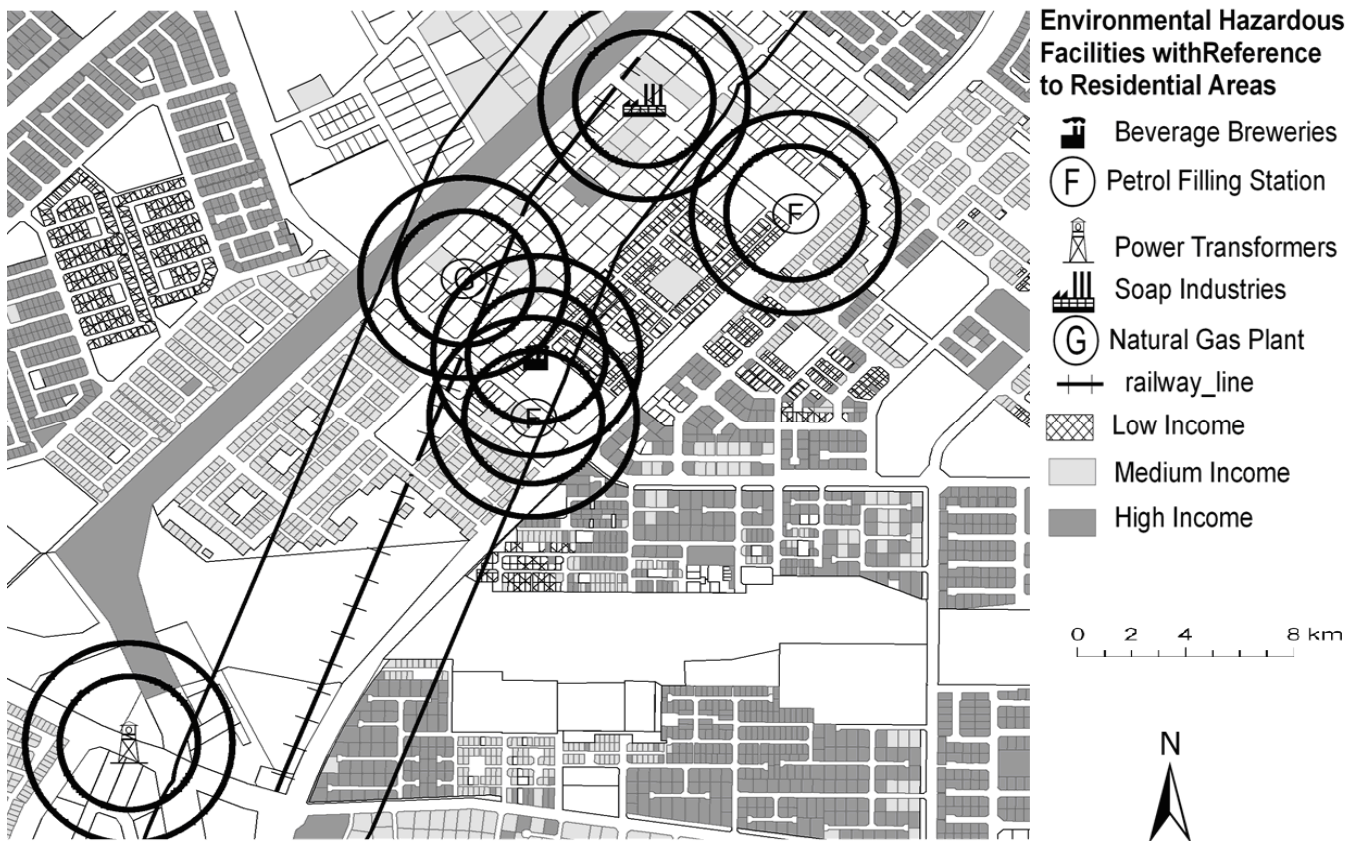 Environmental Hazardous
Facilities withReference
to Residential Areas
Beverage Breweries
F Petrol Filling Station
Power Transformers
Soap Industries
G Natural Gas Plant
railway_line
Low Income
Medium Income
High Income
0 2 4 8 km
N
F
G
F